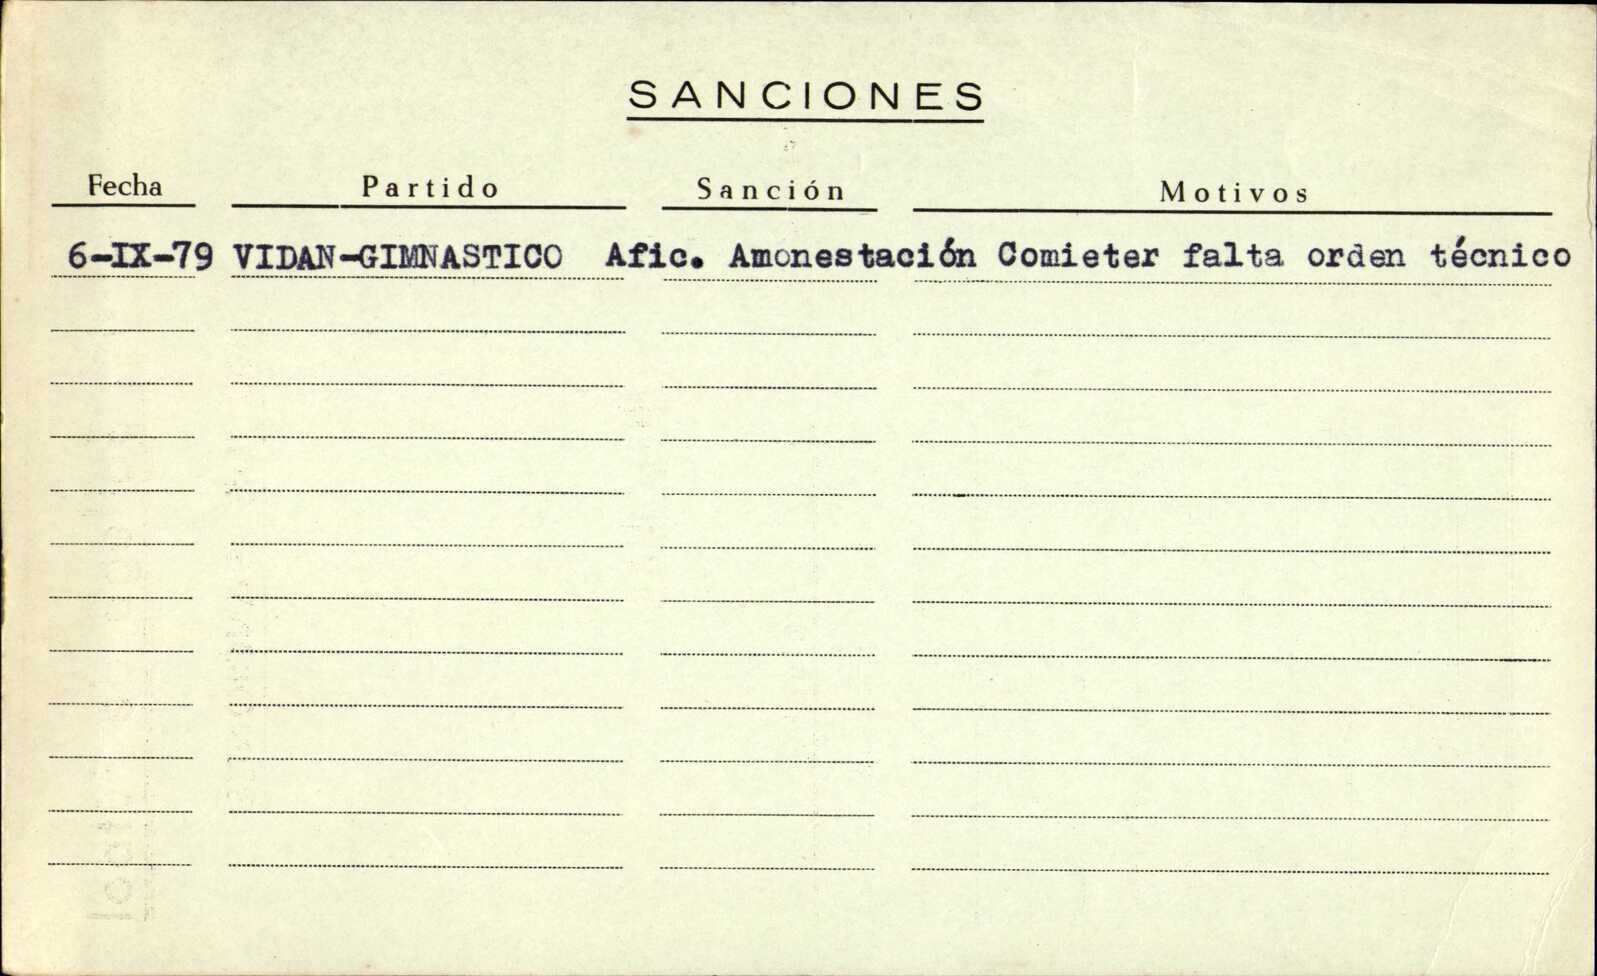 SANCIONES
Fecha Partido Sanción Motivos
6-IX-79 VIDAN-GIMNASTICO Afic. Amonestación Comieter falta orden técnico